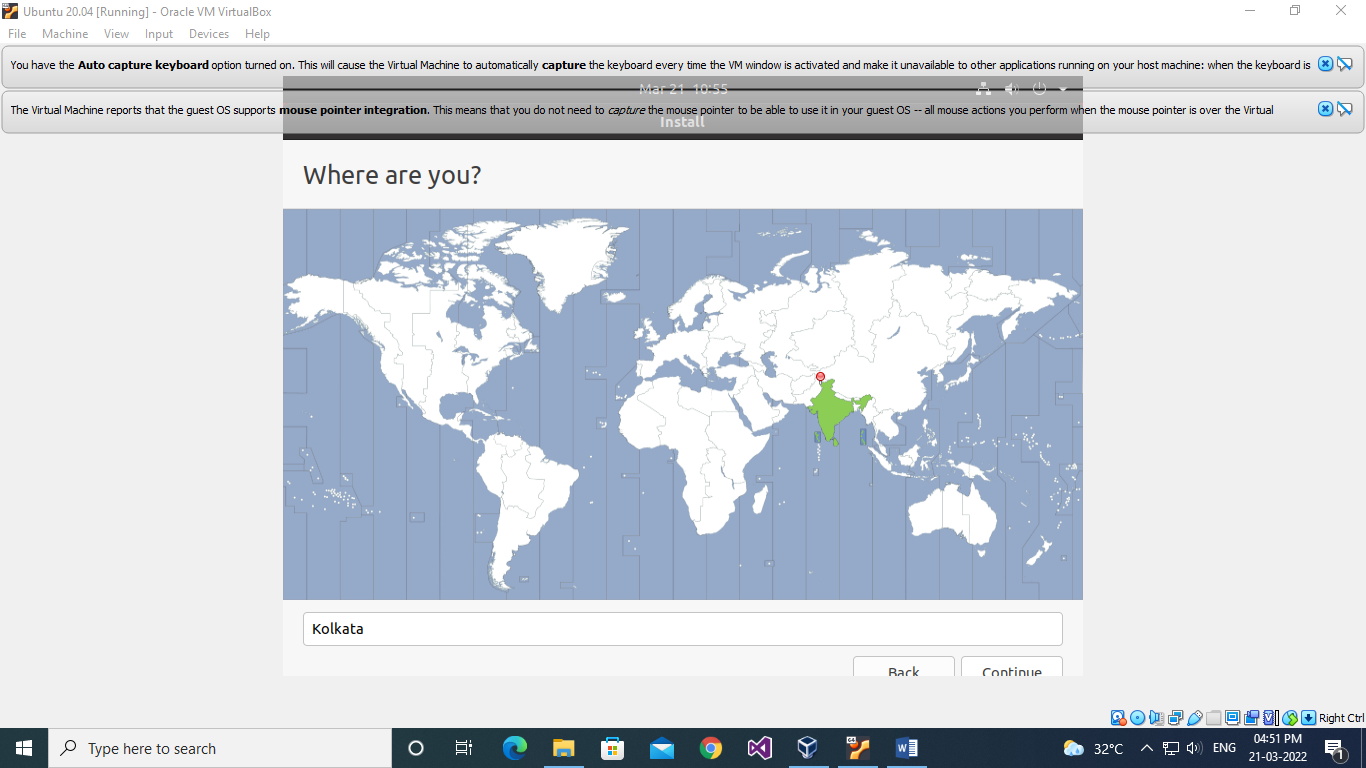 Ubuntu 20.04 [Running] - Oracle VM VirtualBox
File Machine View Input Devices Help
You have the Auto capture keyboard option turned on. This will cause the Virtual Machine to automatically capture the keyboard every time the VM window is activated and make it unavailable to other applications running on your host machine: when the keyboard is
Mar 21 10:55
The Virtual Machine reports that the guest OS supports mouse pointer integration. This means that you do not need to capture the mouse pointer to be able to use it in your guest OS -- all mouse actions you perform when the mouse pointer is over the Virtual
Install
Where are you?
Kolkata
Back Continue
Right Ctrl
Type here to search
32°C ENG 04:51 PM
21-03-2022
1